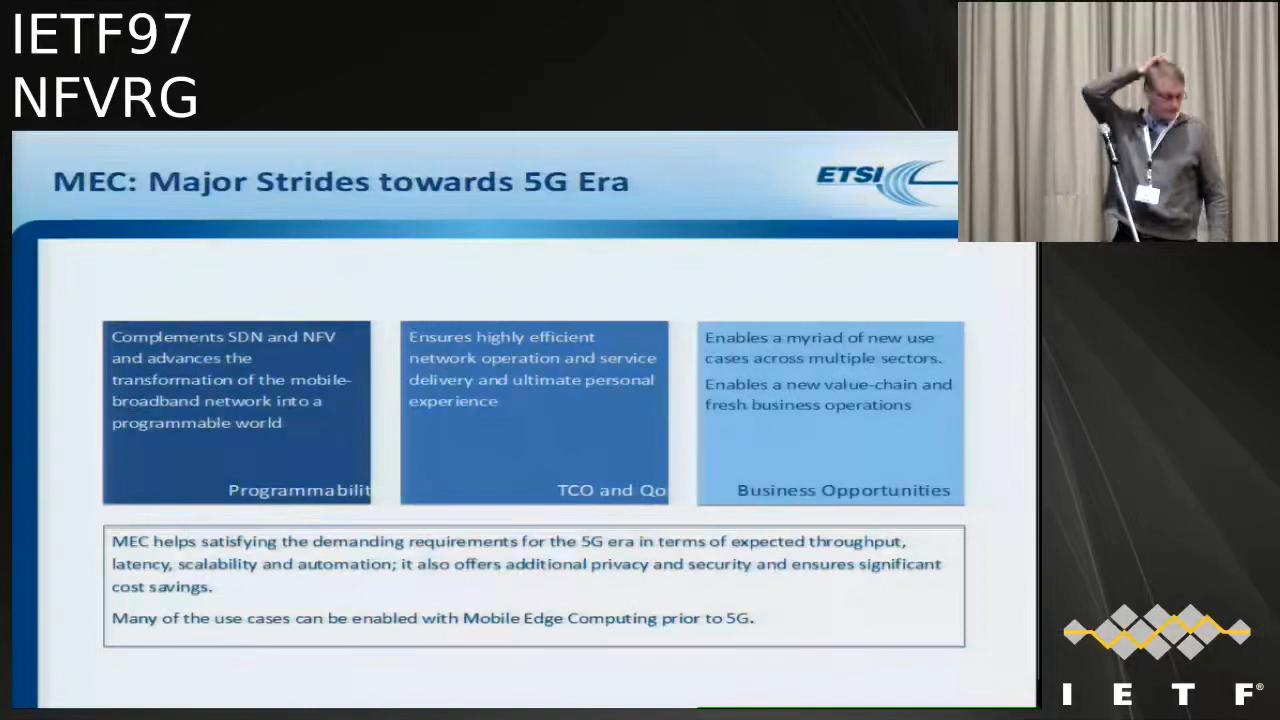 IETF97
NFVRG
MEC: Major Strides towards 5G Era
ETSI
Complements SDN and NFV
and advances the
transformation of the mobile-
broadband network into a
programmable world
Programmabilit
Ensures highly efficient
network operation and service
delivery and ultimate personal
experience
TCO and Qo
Enables a myriad of new use
cases across multiple sectors.
Enables a new value-chain and
fresh business operations
Business Opportunities
MEC helps satisfying the demanding requirements for the 5G era in terms of expected throughput,
latency, scalability and automation; it also offers additional privacy and security and ensures significant
cost savings.
Many of the use cases can be enabled with Mobile Edge Computing prior to 5G.
I E T F®